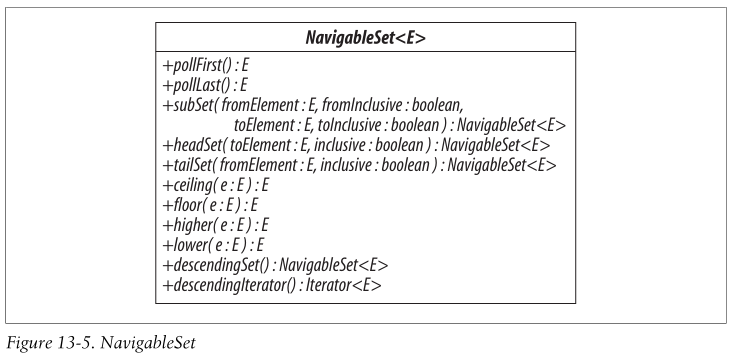 NavigableSet<E>
+pollFirst() : E
+pollLast() : E
+subSet( fromElement : E, fromInclusive : boolean,
toElement : E, toInclusive : boolean ) : NavigableSet<E>
+headSet( toElement : E, inclusive : boolean ) : NavigableSet<E>
+tailSet( fromElement : E, inclusive : boolean ) : NavigableSet<E>
+ceiling( e : E ) : E
+floor( e : E ) : E
+higher( e : E ) : E
+lower( e : E ) : E
+descendingSet() : NavigableSet<E>
+descendingIterator() : Iterator<E>
Figure 13-5. NavigableSet